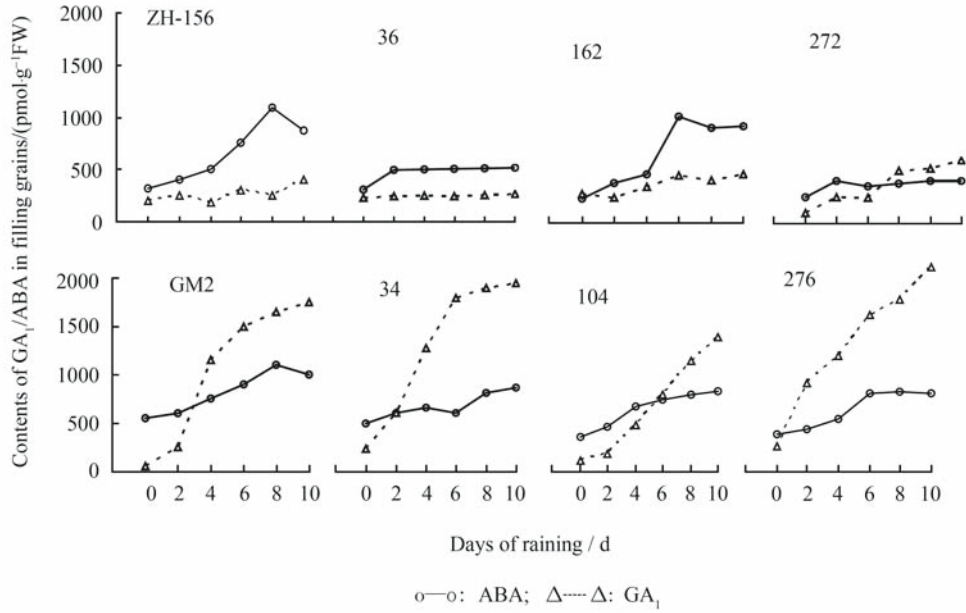 Contents of GA₁/ABA in filling grains/(pmol·g⁻¹FW)
2000
1500
1000
500
0
ZH-156
36
162
272
2000
1500
1000
500
0
GM2
34
104
276
0 2 4 6 8 10 0 2 4 6 8 10 0 2 4 6 8 10 0 2 4 6 8 10
Days of raining / d
o—o: ABA; Δ-----Δ: GA₁